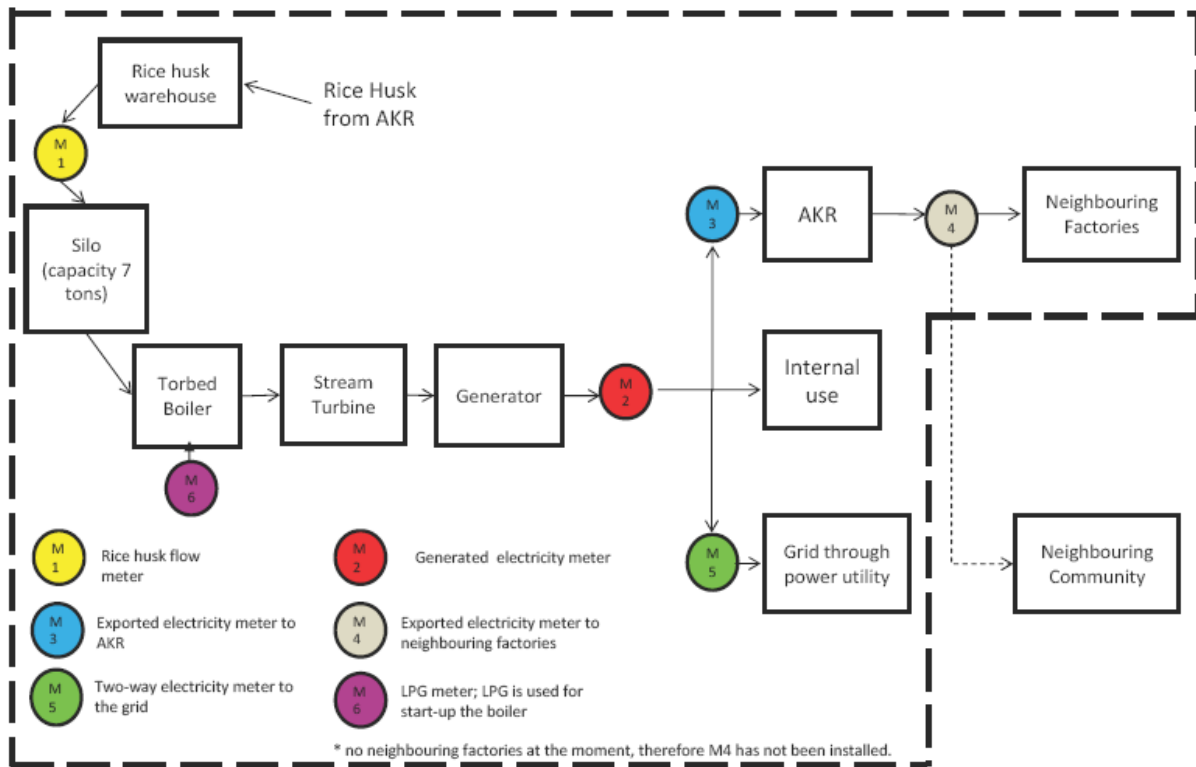 Rice husk
warehouse
Rice Husk
from AKR
M
1
Silo
(capacity 7
tons)
M
3
AKR
M
4
Neighbouring
Factories
Torbed
Boiler
Stream
Turbine
Generator
M
2
Internal
use
M
6
M
5
Grid through
power utility
Neighbouring
Community
M
1
Rice husk flow
meter
M
2
Generated electricity meter
M
3
Exported electricity meter to
AKR
M
4
Exported electricity meter to
neighbouring factories
M
5
Two-way electricity meter to
the grid
M
6
LPG meter; LPG is used for
start-up the boiler
* no neighbouring factories at the moment, therefore M4 has not been installed.